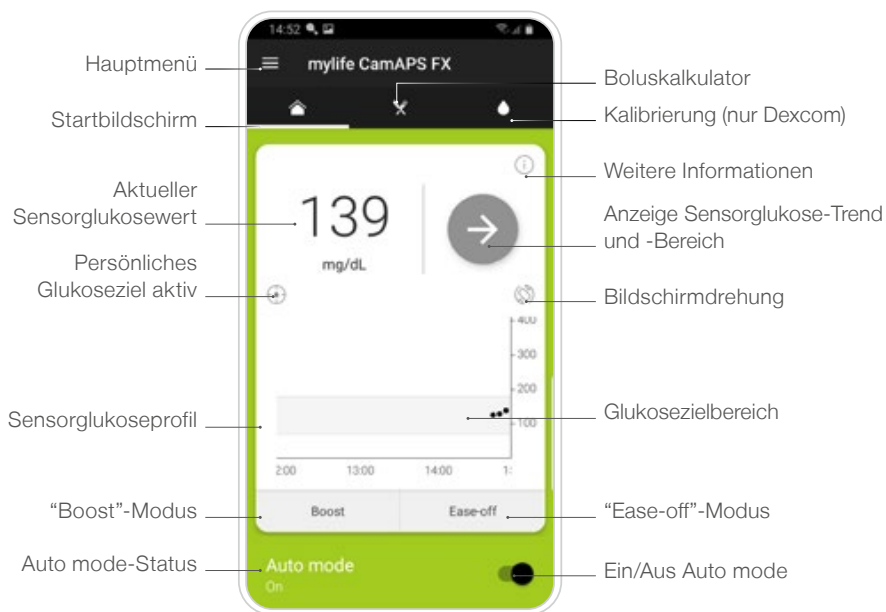 14:52
Hauptmenü
mylife CamAPS FX
Boluskalkulator
Startbildschirm
Kalibrierung (nur Dexcom)
Weitere Informationen
Aktueller
Sensorglukosewert
139
mg/dL
Anzeige Sensorglukose-Trend
und -Bereich
Persönliches
Glukoseziel aktiv
Bildschirmdrehung
400
300
200
100
Sensorglukoseprofil
Glukosezielbereich
2:00 13:00 14:00 1:
"Boost"-Modus
Boost
Ease-off
"Ease-off"-Modus
Auto mode-Status
Auto mode
On
Ein/Aus Auto mode